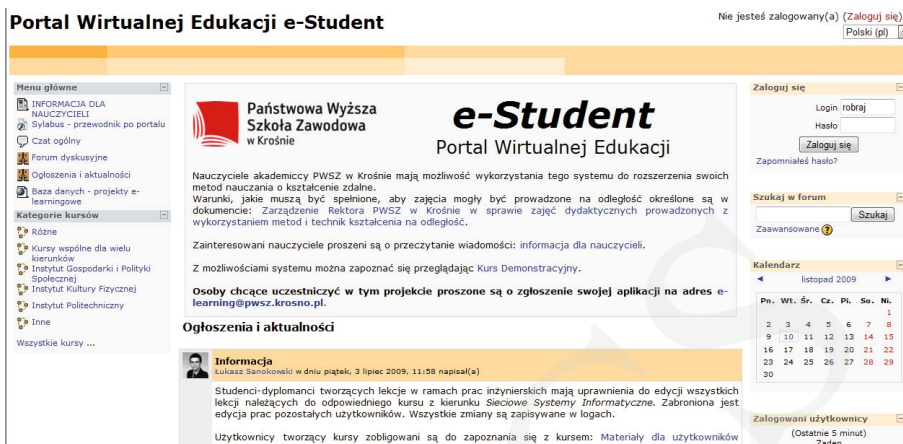 Portal Wirtualnej Edukacji e-Student
Nie jesteś zalogowany(a) (Zaloguj się)
Polski (pl)
Menu główne
INFORMACJA DLA
NAUCZYCIELI
Sylabus - przewodnik po portalu
Czat ogólny
Forum dyskusyjne
Ogłoszenia i aktualności
Baza danych - projekty e-
learningowe
Kategorie kursów
Różne
Kursy wspólne dla wielu
kierunków
Instytut Gospodarki i Polityki
Społecznej
Instytut Kultury Fizycznej
Instytut Politechniczny
Inne
Wszystkie kursy ...
Państwowa Wyższa
Szkoła Zawodowa
w Krośnie
e-Student
Portal Wirtualnej Edukacji
Nauczyciele akademiccy PWSZ w Krośnie mają możliwość wykorzystania tego systemu do rozszerzenia swoich
metod nauczania o kształcenie zdalne.
Warunki, jakie muszą być spełnione, aby zajęcia mogły być prowadzone na odległość określone są w
dokumencie: Zarządzenie Rektora PWSZ w Krośnie w sprawie zajęć dydaktycznych prowadzonych z
wykorzystaniem metod i technik kształcenia na odległość.
Zainteresowani nauczyciele proszeni są o przeczytanie wiadomości: informacja dla nauczycieli.
Z możliwościami systemu można zapoznać się przeglądając Kurs Demonstracyjny.
Osoby chcące uczestniczyć w tym projekcie proszone są o zgłoszenie swojej aplikacji na adres e-
learning@pwsz.krosno.pl.
Ogłoszenia i aktualności
Informacja
Łukasz Sanokowski w dniu piątek, 3 lipiec 2009, 11:58 napisał(a)
Studenci-dyplomanci tworzących lekcje w ramach prac inżynierskich mają uprawnienia do edycji wszystkich
lekcji należących do odpowiedniego kursu z kierunku Sieciowe Systemy Informatyczne. Zabroniona jest
edycja prac pozostałych użytkowników. Wszystkie zmiany są zapisywane w logach.
Użytkownicy tworzący kursy zobligowani są do zapoznania się z kursem: Materiały dla użytkowników
Zaloguj się
Login robraj
Hasło
Zaloguj się
Zapomniałeś hasło?
Szukaj w forum
Szukaj
Zaawansowane ?
Kalendarz
◄ listopad 2009 ►
Pn. Wt. Śr. Cz. Pi. So. Ni.
1
2 3 4 5 6 7 8
9 10 11 12 13 14 15
16 17 18 19 20 21 22
23 24 25 26 27 28 29
30
Zalogowani użytkownicy
(Ostatnie 5 minut)
Żaden